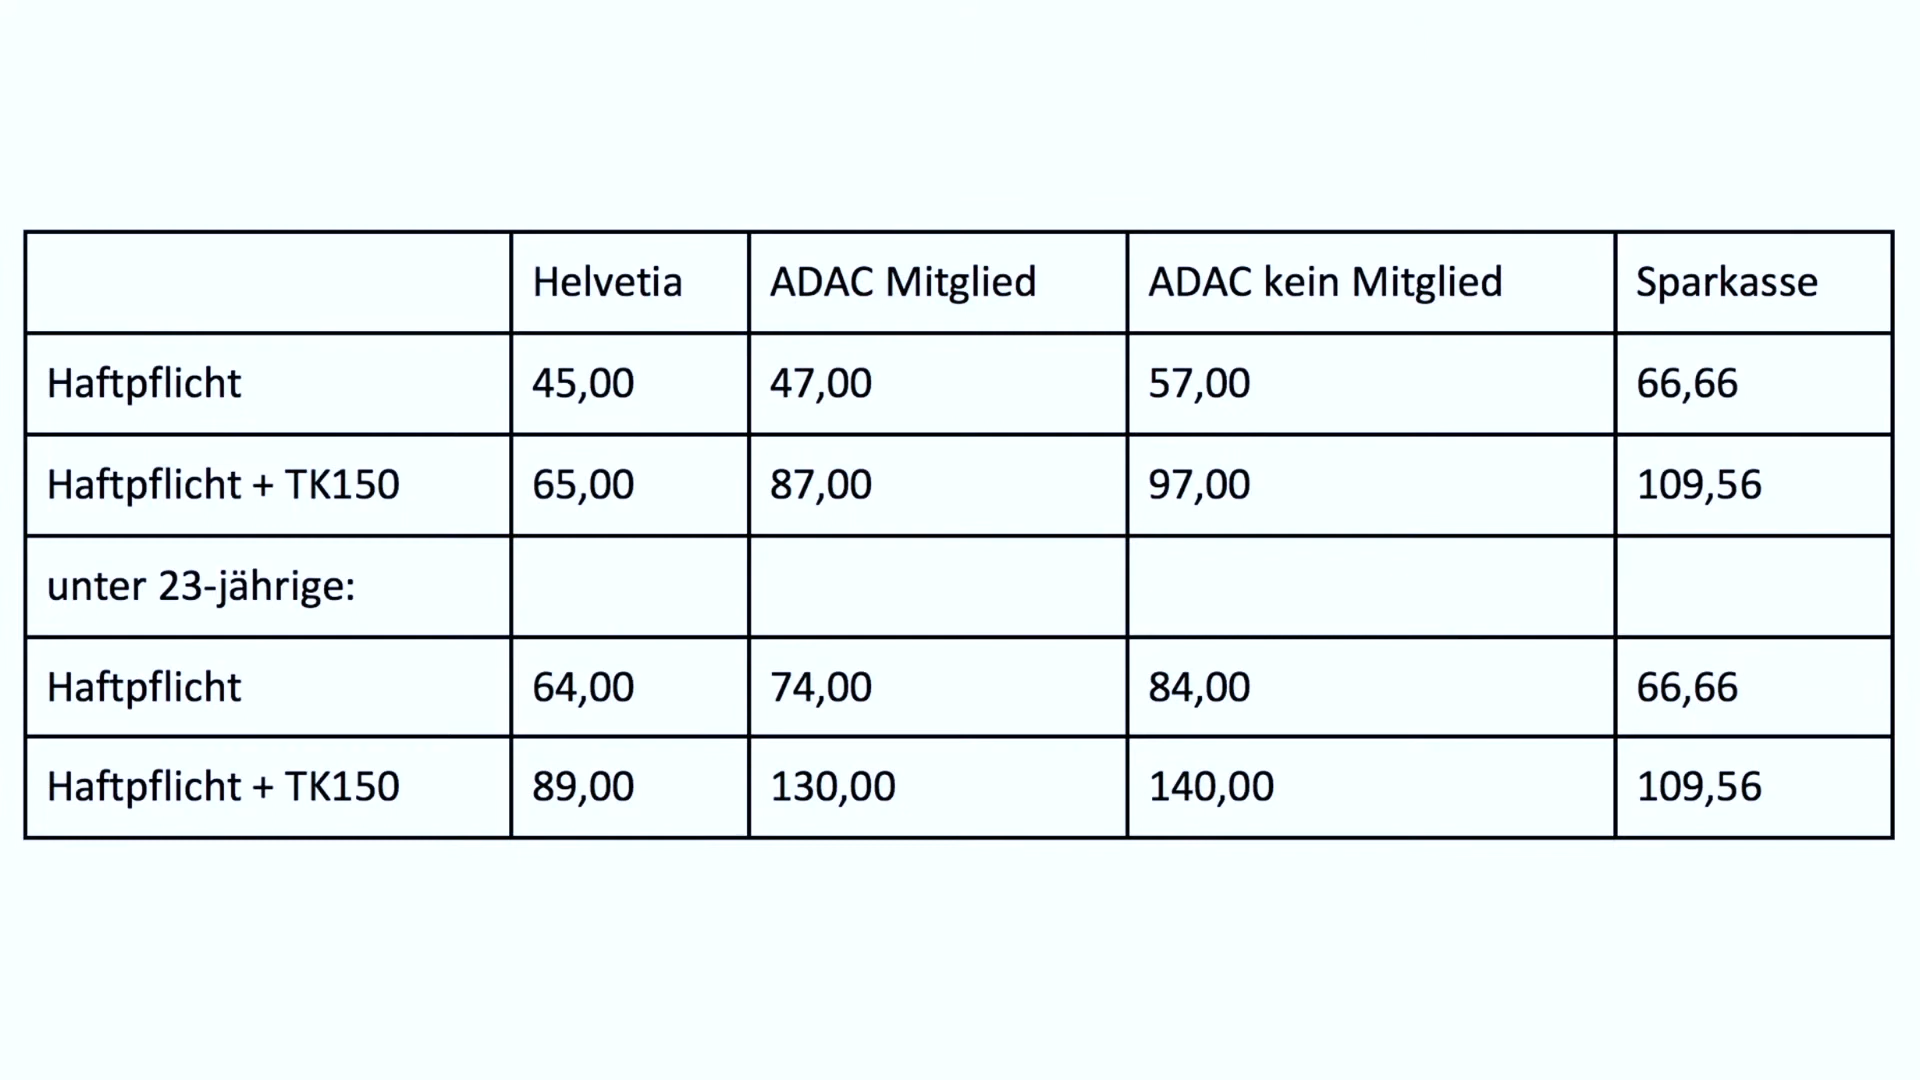 Helvetia ADAC Mitglied ADAC kein Mitglied Sparkasse
Haftpflicht 45,00 47,00 57,00 66,66
Haftpflicht + TK150 65,00 87,00 97,00 109,56
unter 23-jährige:
Haftpflicht 64,00 74,00 84,00 66,66
Haftpflicht + TK150 89,00 130,00 140,00 109,56